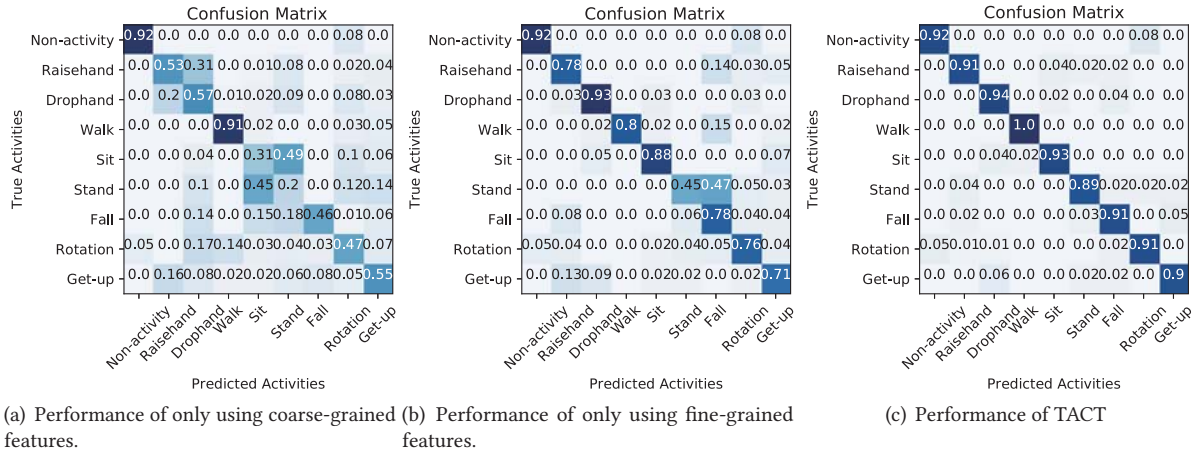 Confusion Matrix
True Activities
Non-activity 0.92 0.0 0.0 0.0 0.0 0.0 0.0 0.08 0.0
Raisehand 0.0 0.53 0.31 0.0 0.01 0.08 0.0 0.02 0.04
Drophand 0.0 0.2 0.57 0.01 0.02 0.09 0.0 0.08 0.03
Walk 0.0 0.0 0.0 0.91 0.02 0.0 0.0 0.03 0.05
Sit 0.0 0.0 0.04 0.0 0.31 0.49 0.0 0.1 0.06
Stand 0.0 0.0 0.1 0.0 0.45 0.2 0.0 0.12 0.14
Fall 0.0 0.0 0.14 0.0 0.15 0.18 0.46 0.01 0.06
Rotation 0.05 0.0 0.17 0.14 0.03 0.04 0.03 0.47 0.07
Get-up 0.0 0.16 0.08 0.02 0.02 0.06 0.08 0.05 0.55
Non-activity Raisehand Drophand Walk Sit Stand Fall Rotation Get-up
Predicted Activities
(a) Performance of only using coarse-grained
features.
Confusion Matrix
True Activities
Non-activity 0.92 0.0 0.0 0.0 0.0 0.0 0.0 0.08 0.0
Raisehand 0.0 0.78 0.0 0.0 0.0 0.0 0.14 0.03 0.05
Drophand 0.0 0.03 0.93 0.0 0.03 0.0 0.0 0.03 0.0
Walk 0.0 0.0 0.02 0.8 0.02 0.0 0.15 0.0 0.02
Sit 0.0 0.0 0.05 0.0 0.88 0.0 0.0 0.0 0.07
Stand 0.0 0.0 0.0 0.0 0.0 0.45 0.47 0.05 0.03
Fall 0.0 0.08 0.0 0.0 0.0 0.06 0.78 0.04 0.04
Rotation 0.05 0.04 0.0 0.0 0.02 0.04 0.05 0.76 0.04
Get-up 0.0 0.13 0.09 0.0 0.02 0.02 0.0 0.02 0.71
Non-activity Raisehand Drophand Walk Sit Stand Fall Rotation Get-up
Predicted Activities
(b) Performance of only using fine-grained
features.
Confusion Matrix
True Activities
Non-activity 0.92 0.0 0.0 0.0 0.0 0.0 0.0 0.08 0.0
Raisehand 0.0 0.91 0.0 0.0 0.04 0.02 0.02 0.0 0.0
Drophand 0.0 0.0 0.94 0.0 0.02 0.0 0.04 0.0 0.0
Walk 0.0 0.0 0.0 1.0 0.0 0.0 0.0 0.0 0.0
Sit 0.0 0.0 0.04 0.02 0.93 0.0 0.0 0.0 0.0
Stand 0.0 0.04 0.0 0.0 0.0 0.89 0.02 0.02 0.02
Fall 0.0 0.02 0.0 0.0 0.0 0.03 0.91 0.0 0.05
Rotation 0.05 0.01 0.01 0.0 0.0 0.0 0.02 0.91 0.0
Get-up 0.0 0.0 0.06 0.0 0.0 0.02 0.02 0.0 0.9
Non-activity Raisehand Drophand Walk Sit Stand Fall Rotation Get-up
Predicted Activities
(c) Performance of TACT